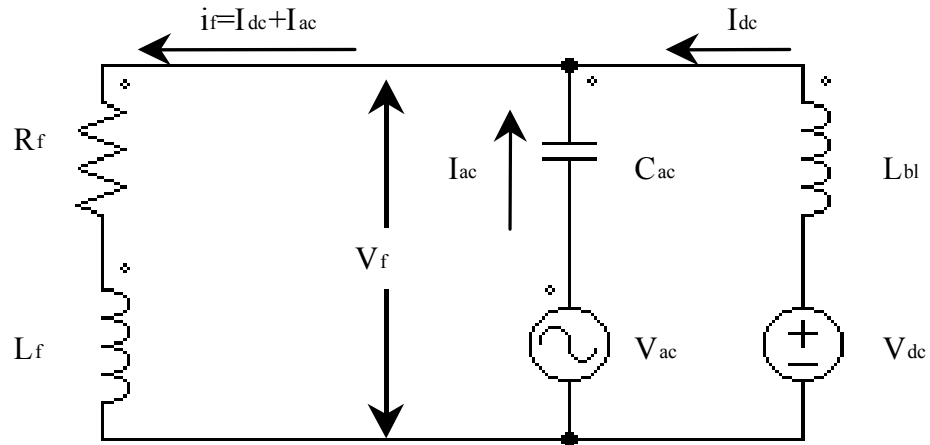 if=Idc+Iac
Idc
Rf
Iac
Cac
Lbl
Vf
Lf
Vac
Vdc